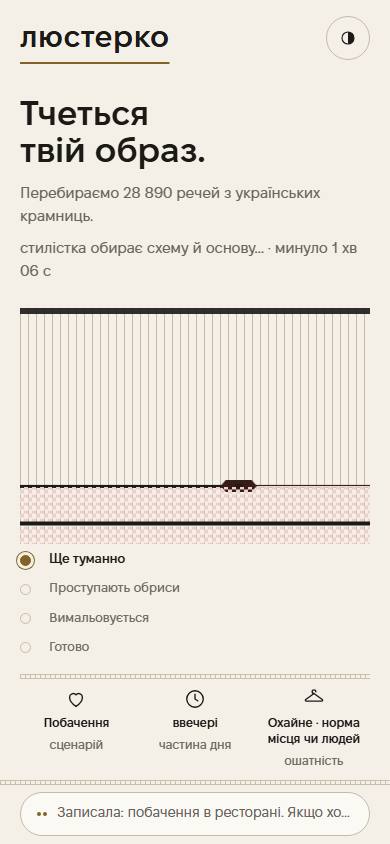 люстерко
Тчеться
твій образ.
Перебираємо 28 890 речей з українських
крамниць.
стилістка обирає схему й основу… · минуло 1 хв
06 с
Ще туманно
Проступають обриси
Вимальовується
Готово
Побачення
сценарій
ввечері
частина дня
Охайне · норма
місця чи людей
ошатність
Записала: побачення в ресторані. Якщо хо…